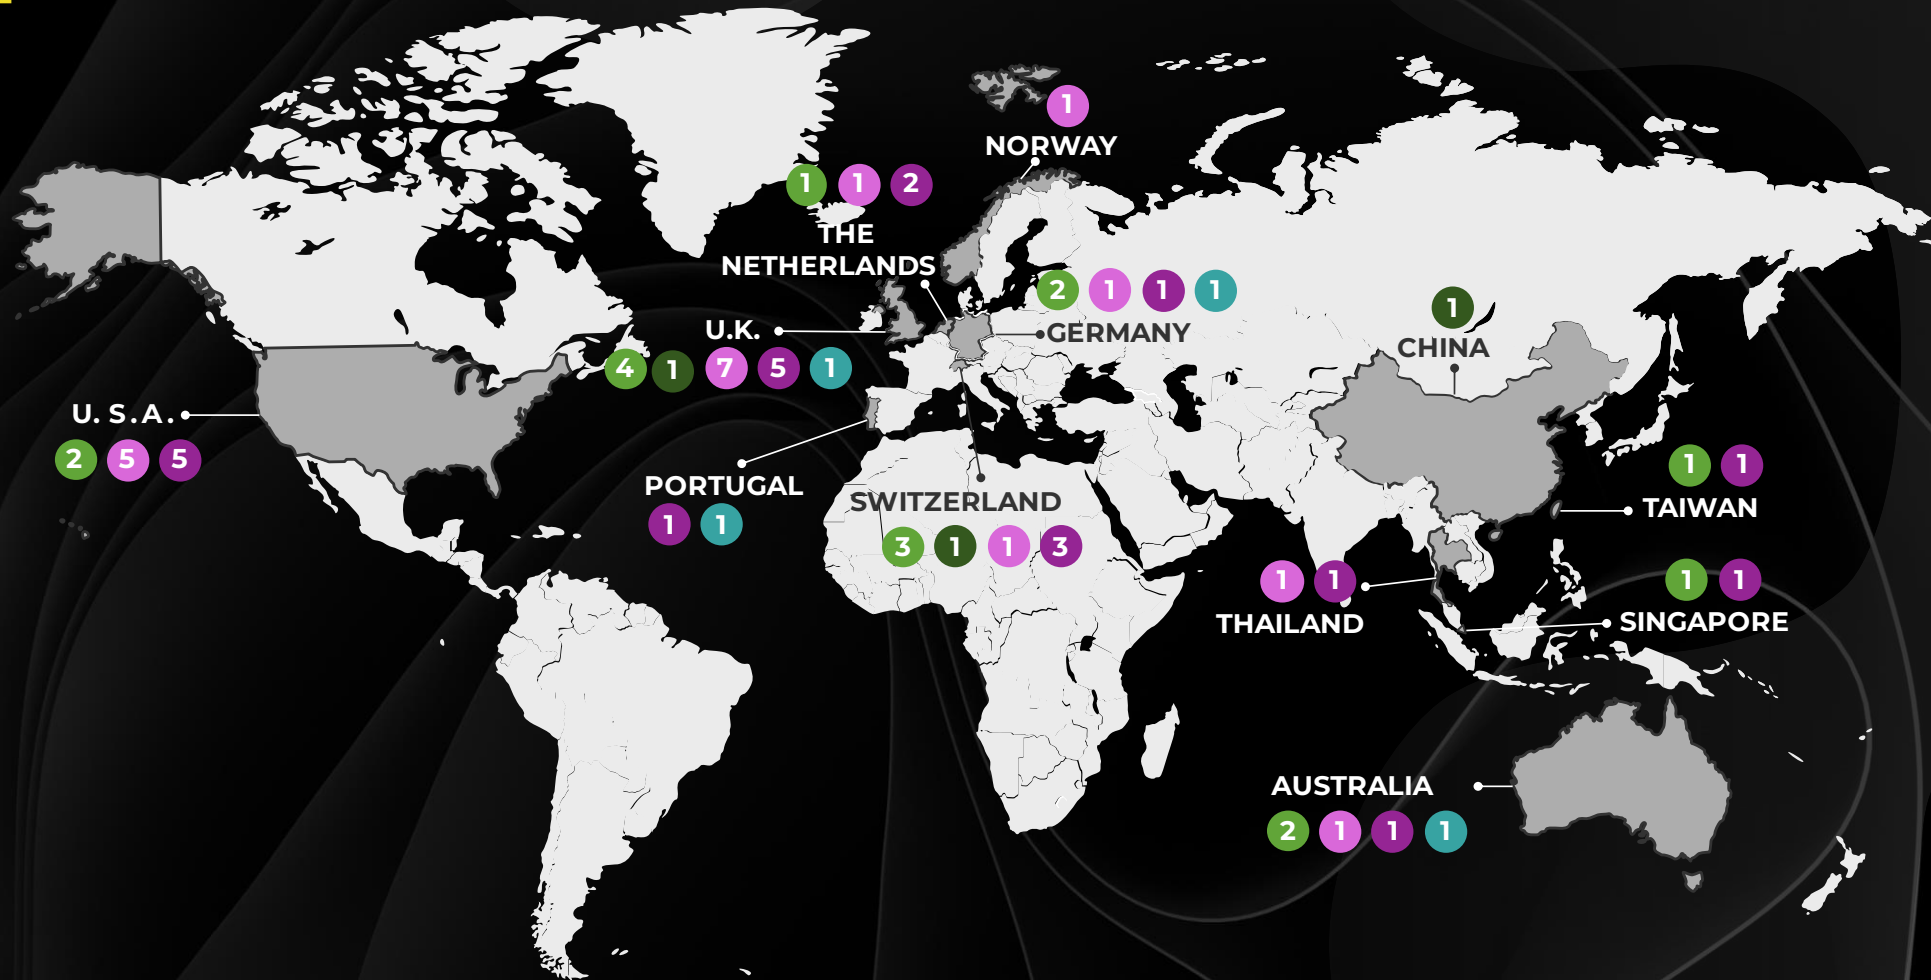 1
NORWAY
1 1 2
THE
NETHERLANDS
2 1 1 1
GERMANY
U.K.
4 1 7 5 1
1
CHINA
U.S.A.
2 5 5
PORTUGAL
1 1
SWITZERLAND
3 1 1 3
1 1
TAIWAN
1 1
THAILAND
1 1
SINGAPORE
AUSTRALIA
2 1 1 1